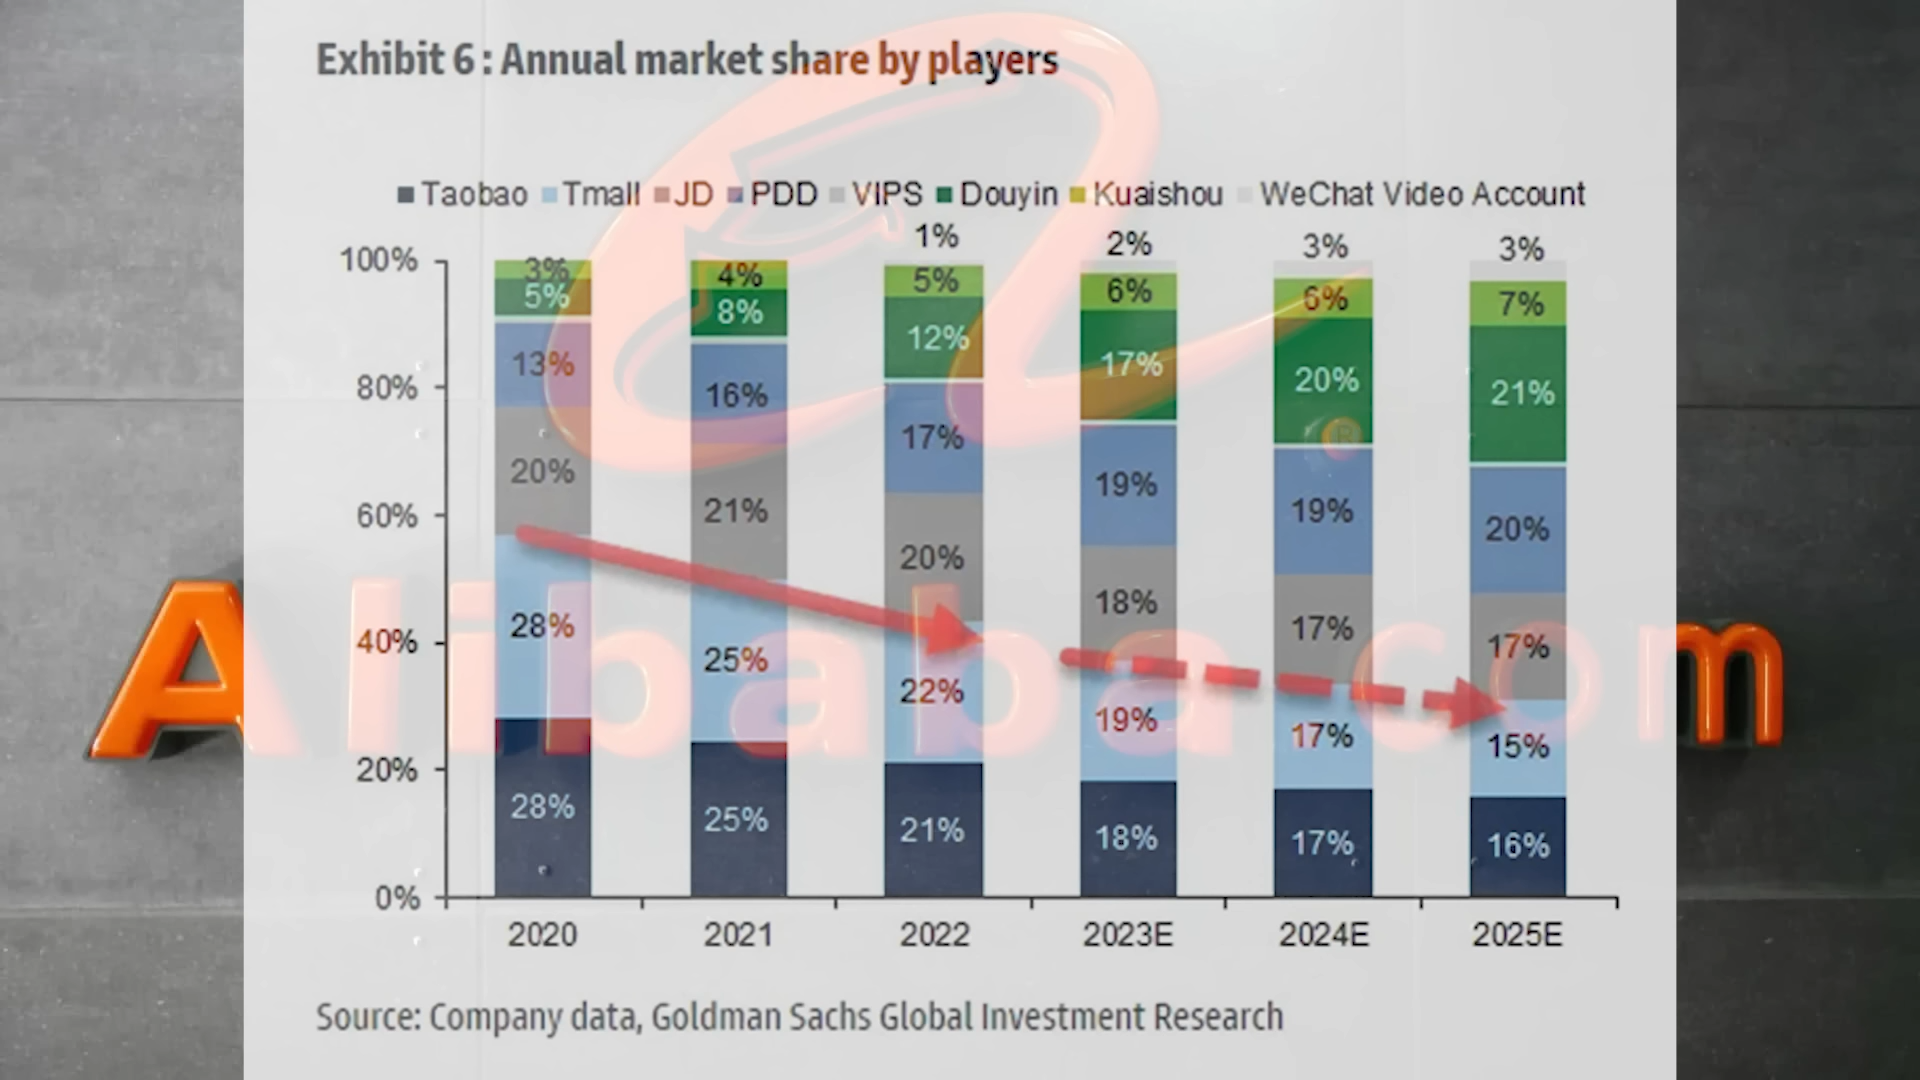 Exhibit 6 : Annual market share by players
Taobao Tmall JD PDD VIPS Douyin Kuaishou WeChat Video Account
1% 2% 3% 3%
100% 3% 4% 5% 6% 6% 7%
5% 8% 12% 17% 20% 21%
80% 13% 16% 17% 19% 19% 20%
60% 20% 21% 20% 18% 17% 17%
40% 28% 25% 22% 19% 17% 15%
20% 28% 25% 21% 18% 17% 16%
0%
2020 2021 2022 2023E 2024E 2025E
Source: Company data, Goldman Sachs Global Investment Research
Alibaba.com
®